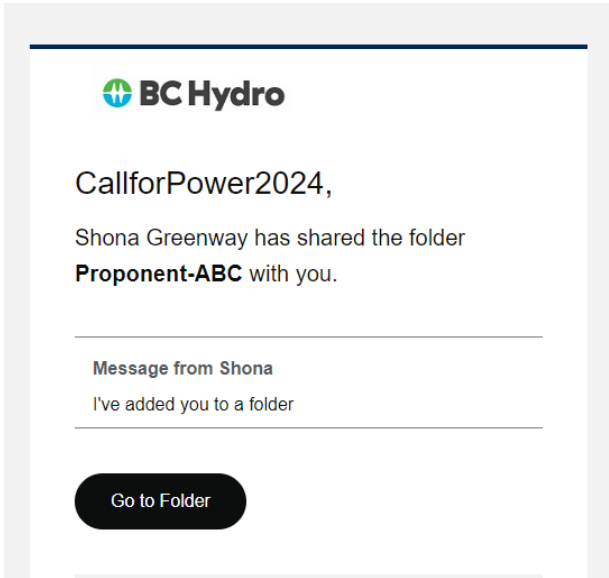 BC Hydro
CallforPower2024,
Shona Greenway has shared the folder
Proponent-ABC with you.
Message from Shona
I've added you to a folder
Go to Folder